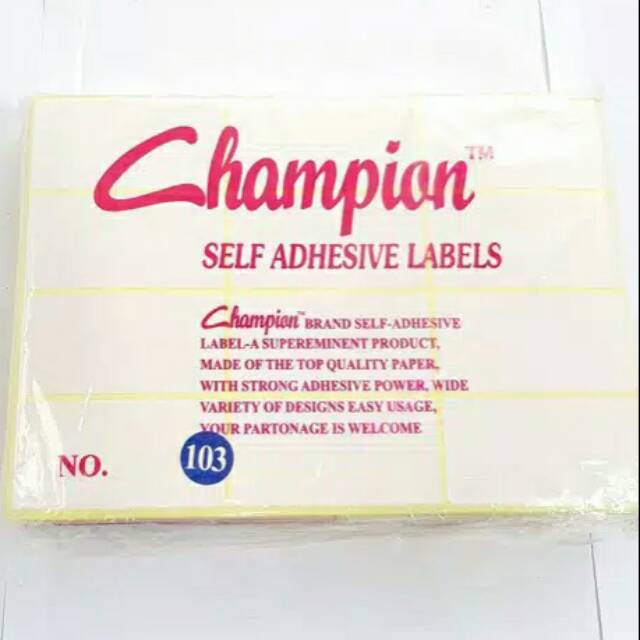 Champion™
SELF ADHESIVE LABELS
Champion™ BRAND SELF-ADHESIVE
LABEL-A SUPEREMINENT PRODUCT,
MADE OF THE TOP QUALITY PAPER,
WITH STRONG ADHESIVE POWER, WIDE
VARIETY OF DESIGNS EASY USAGE,
YOUR PARTONAGE IS WELCOME
NO. 103